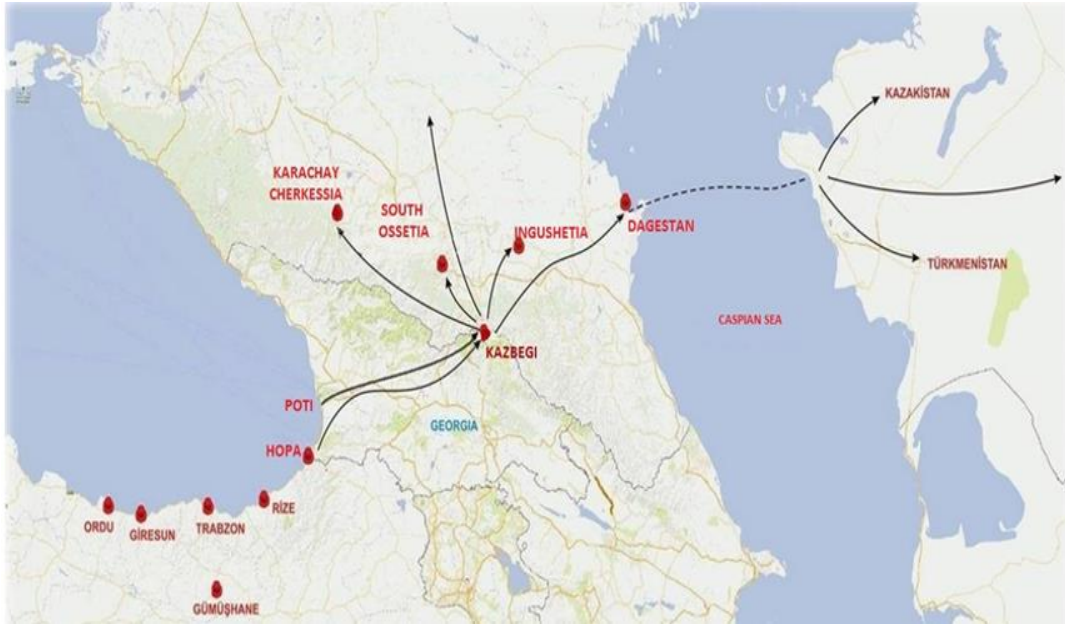 KAZAKİSTAN
KARACHAY
CHERKESSIA
SOUTH
OSSETIA
INGUSHETIA
DAGESTAN
TÜRKMENİSTAN
CASPIAN SEA
KAZBEGI
POTI
GEORGIA
HOPA
ORDU
GİRESUN
TRABZON
RİZE
GÜMÜŞHANE